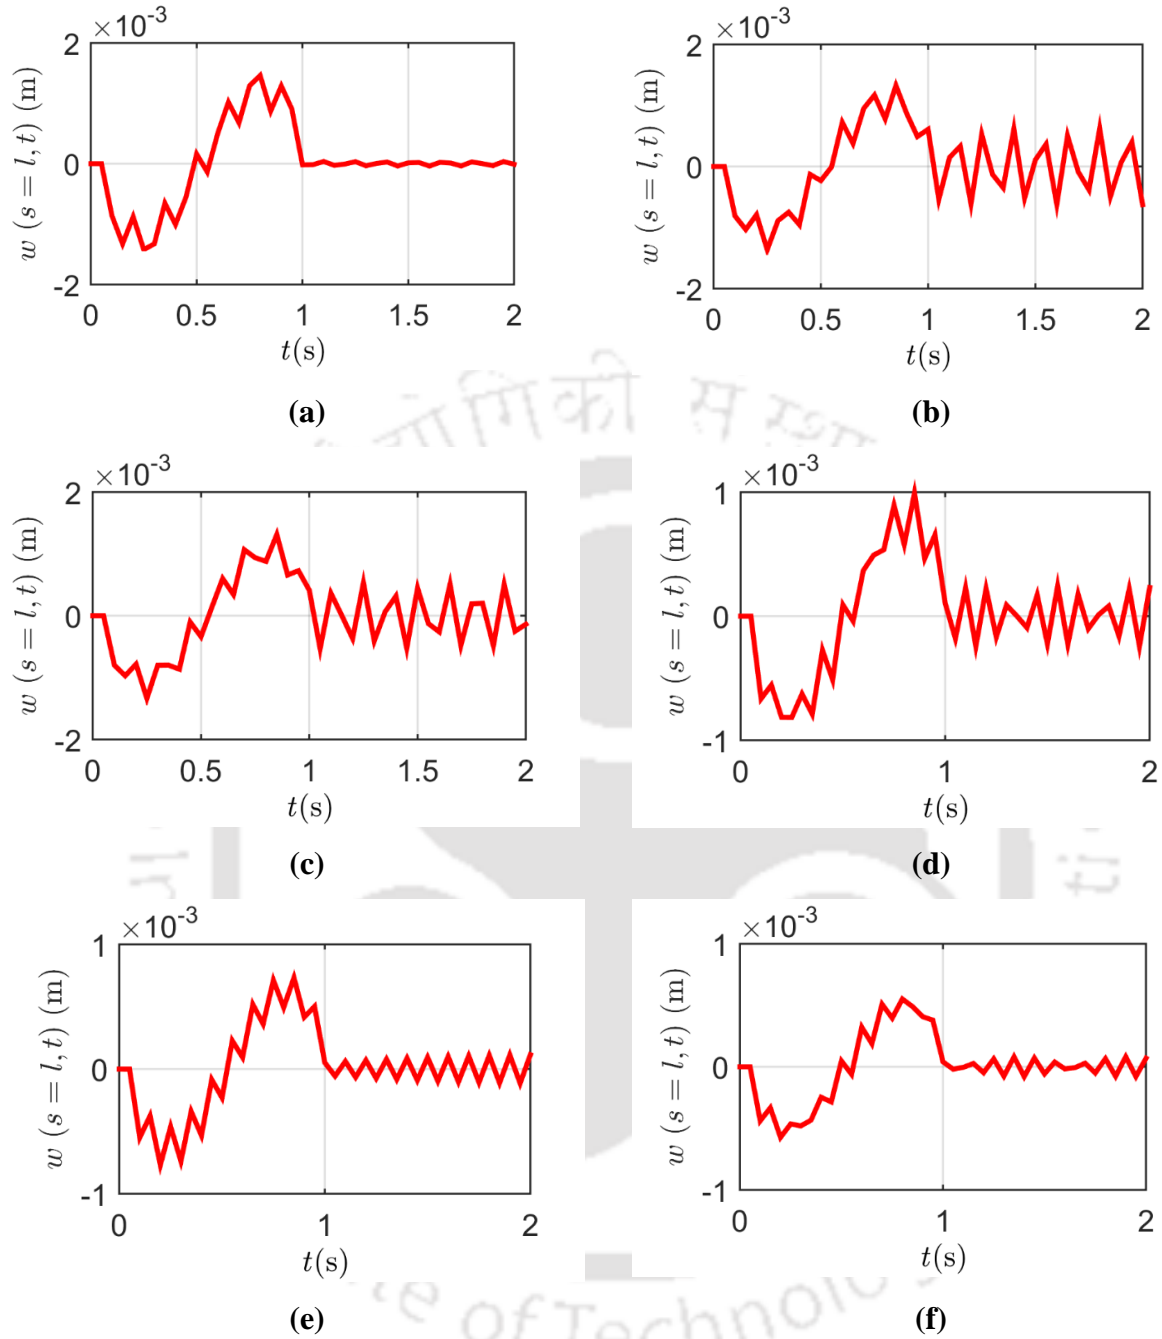 ×10⁻³ ×10⁻³
2 2
w (s = l, t) (m) w (s = l, t) (m)
0 0
-2 -2
0 0.5 1 1.5 2 0 0.5 1 1.5 2
t(s) t(s)
(a) (b)
×10⁻³ ×10⁻³
2 1
w (s = l, t) (m) w (s = l, t) (m)
0 0
-2 -1
0 0.5 1 1.5 2 0 1 2
t(s) t(s)
(c) (d)
×10⁻³ ×10⁻³
1 1
w (s = l, t) (m) w (s = l, t) (m)
0 0
-1 -1
0 1 2 0 1 2
t(s) t(s)
(e) (f)
of Technolo